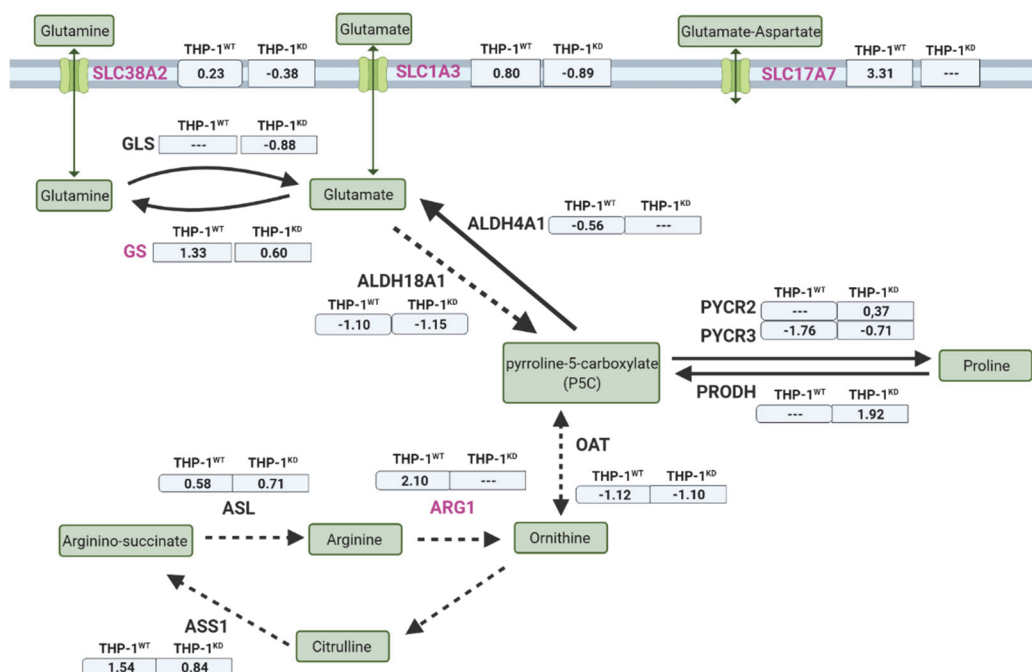 Glutamine
Glutamate
Glutamate-Aspartate
THP-1WT THP-1KD
SLC38A2 0.23 -0.38
THP-1WT THP-1KD
SLC1A3 0.80 -0.89
THP-1WT THP-1KD
SLC17A7 3.31 ---
THP-1WT THP-1KD
GLS --- -0.88
Glutamine
Glutamate
THP-1WT THP-1KD
GS 1.33 0.60
THP-1WT THP-1KD
ALDH4A1 -0.56 ---
ALDH18A1
THP-1WT THP-1KD
-1.10 -1.15
THP-1WT THP-1KD
PYCR2 --- 0,37
PYCR3 -1.76 -0.71
pyrroline-5-carboxylate
(P5C)
Proline
PRODH THP-1WT THP-1KD
--- 1.92
OAT
THP-1WT THP-1KD
-1.12 -1.10
THP-1WT THP-1KD
0.58 0.71
ASL
THP-1WT THP-1KD
2.10 ---
ARG1
Arginino-succinate
Arginine
Ornithine
ASS1
Citrulline
THP-1WT THP-1KD
1.54 0.84